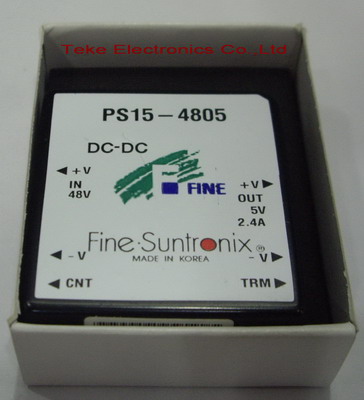 Teke Electronics Co.,Ltd
PS15-4805
DC-DC
FINE
+V
IN
48V
+V
OUT
5V
2.4A
-V
-V
Fine·Suntronix®
MADE IN KOREA
CNT
TRM